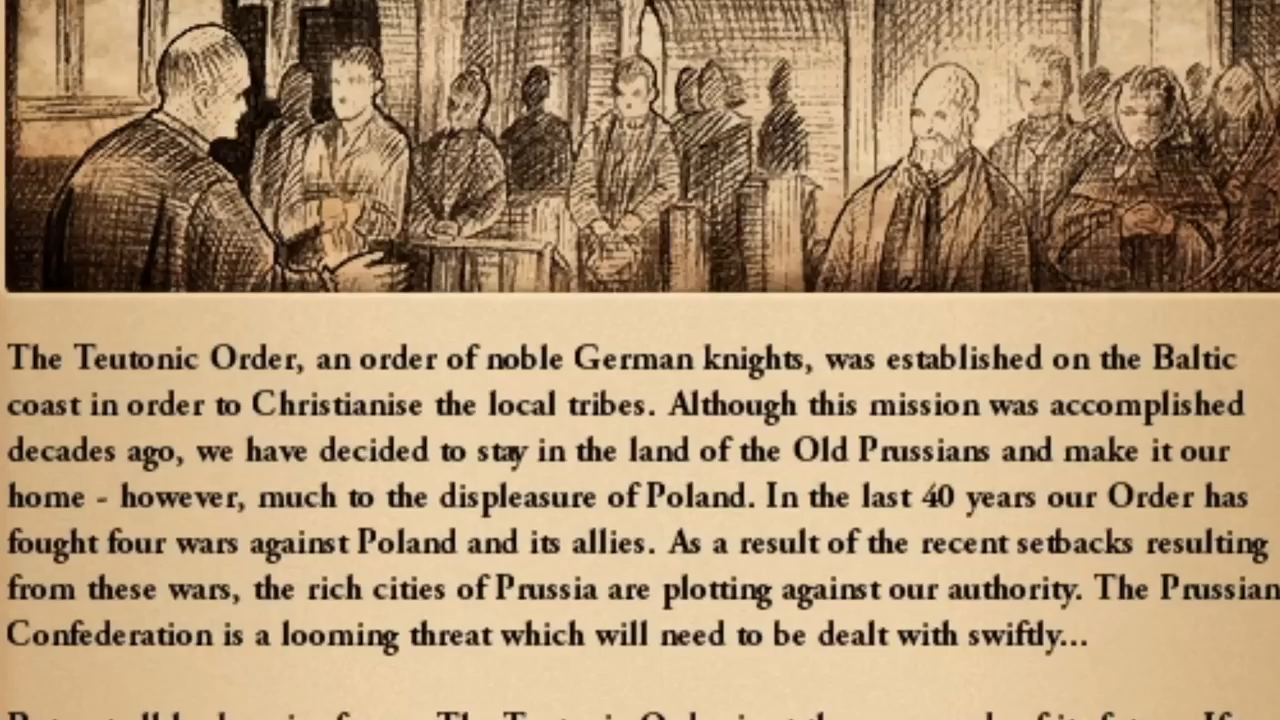 The Teutonic Order, an order of noble German knights, was established on the Baltic
coast in order to Christianise the local tribes. Although this mission was accomplished
decades ago, we have decided to stay in the land of the Old Prussians and make it our
home - however, much to the displeasure of Poland. In the last 40 years our Order has
fought four wars against Poland and its allies. As a result of the recent setbacks resulting
from these wars, the rich cities of Prussia are plotting against our authority. The Prussian
Confederation is a looming threat which will need to be dealt with swiftly...